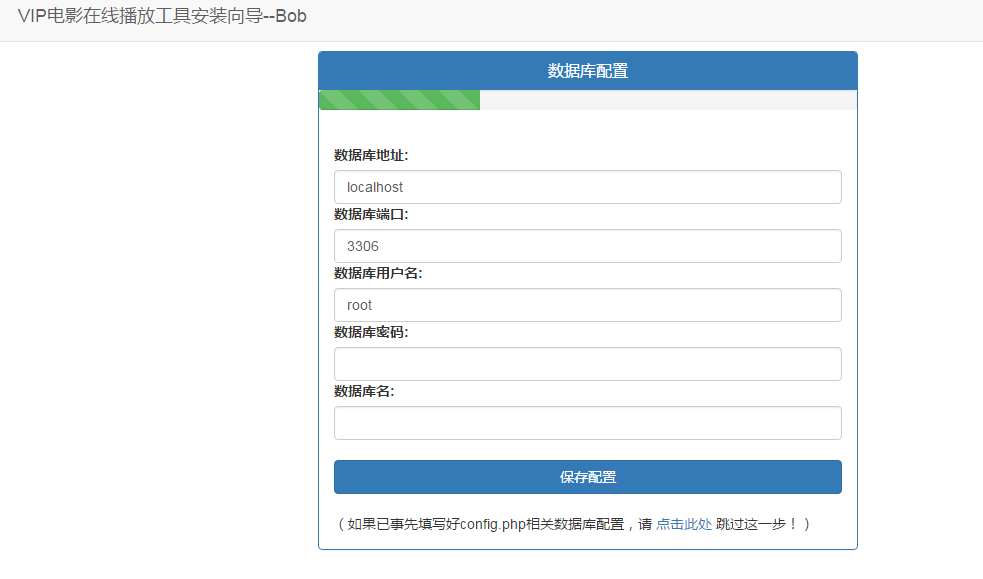 VIP电影在线播放工具安装向导--Bob
数据库配置
数据库地址:
localhost
数据库端口:
3306
数据库用户名:
root
数据库密码:
数据库名:
保存配置
（如果已事先填写好config.php相关数据库配置，请 点击此处 跳过这一步！）